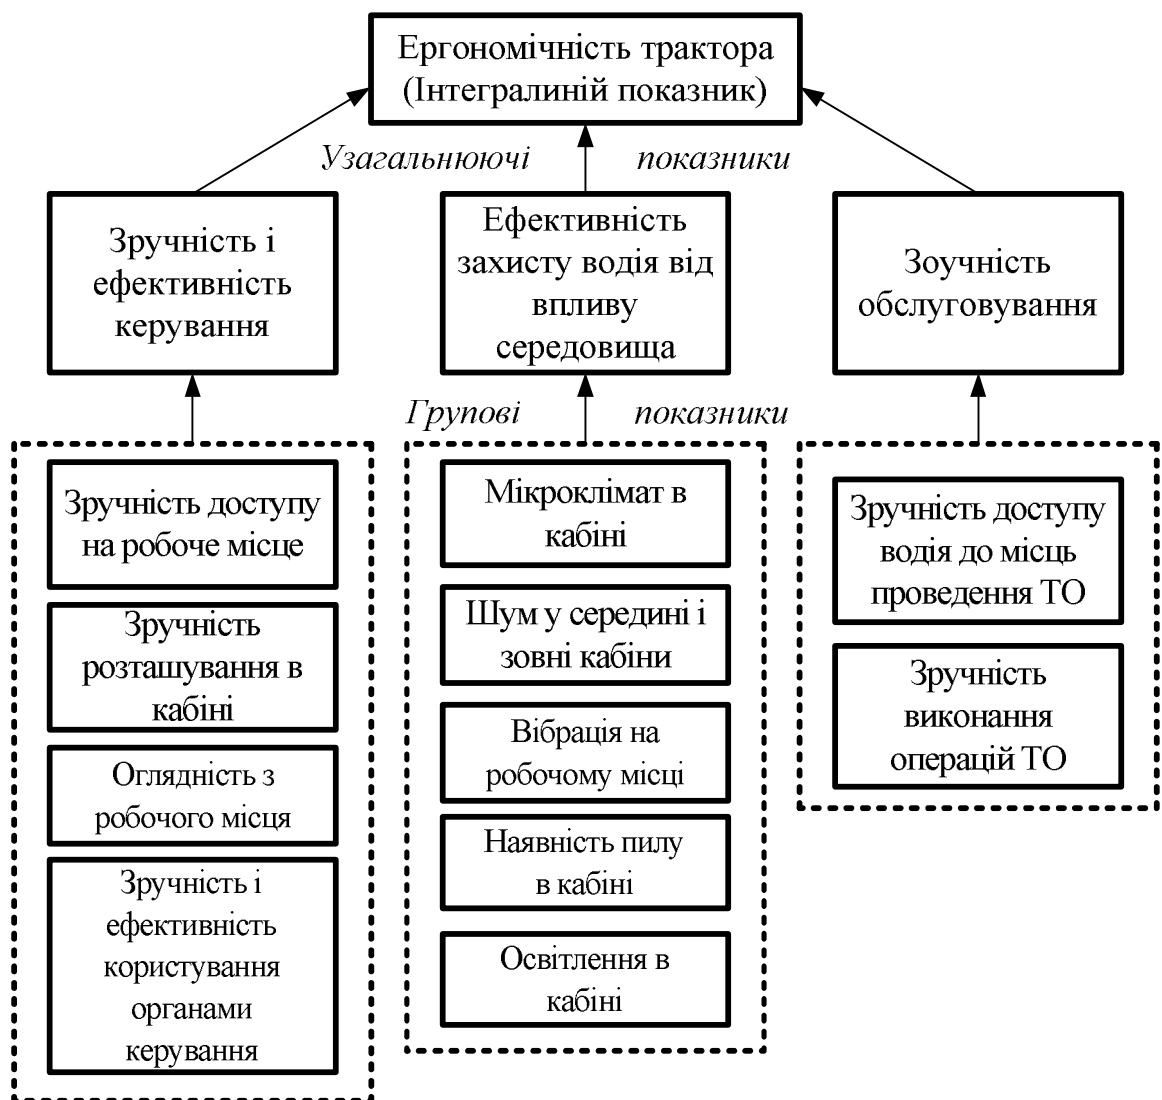 Ергономічність трактора
(Інтегралиній показник)
Узагальнюючі показники
Зручність і
ефективність
керування
Ефективність
захисту водія від
впливу
середовища
Зоучність
обслуговування
Групові показники
Зручність доступу
на робоче місце
Зручність
розташування в
кабіні
Оглядність з
робочого місця
Зручність і
ефективність
користування
органами
керування
Мікроклімат в
кабіні
Шум у середині і
зовні кабіни
Вібрація на
робочому місці
Наявність пилу
в кабіні
Освітлення в
кабіні
Зручність доступу
водія до місць
проведення ТО
Зручність
виконання
операцій ТО